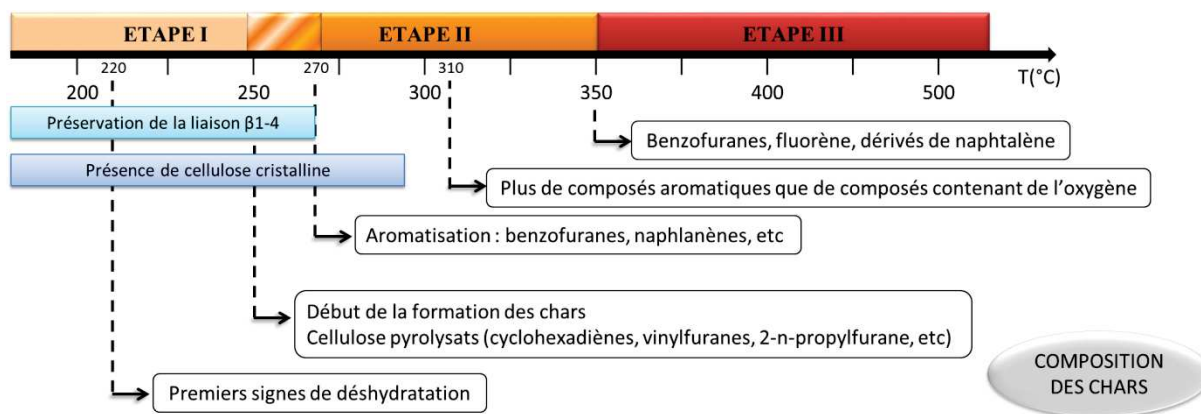 ETAPE I
ETAPE II
ETAPE III
220
270
310
T(°C)
200
250
300
350
400
500
Préservation de la liaison β1-4
Présence de cellulose cristalline
Benzofuranes, fluorène, dérivés de naphtalène
Plus de composés aromatiques que de composés contenant de l'oxygène
Aromatisation : benzofuranes, naphlanènes, etc
Début de la formation des chars
Cellulose pyrolysats (cyclohexadiènes, vinylfuranes, 2-n-propylfurane, etc)
Premiers signes de déshydratation
COMPOSITION
DES CHARS